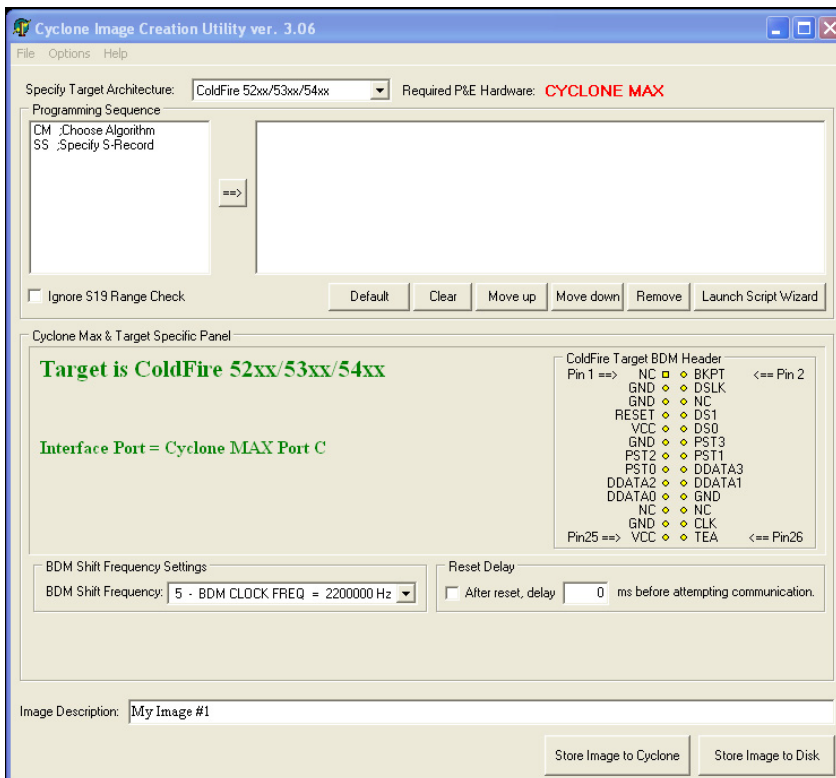 Cyclone Image Creation Utility ver. 3.06
File Options Help
Specify Target Architecture: ColdFire 52xx/53xx/54xx Required P&E Hardware: CYCLONE MAX
Programming Sequence
CM ;Choose Algorithm
SS ;Specify S-Record
==>
Ignore S19 Range Check Default Clear Move up Move down Remove Launch Script Wizard
Cyclone Max & Target Specific Panel
Target is ColdFire 52xx/53xx/54xx
Interface Port = Cyclone MAX Port C
ColdFire Target BDM Header
Pin 1 ==> NC BKPT <== Pin 2
GND DSLK
GND NC
RESET DS1
VCC DS0
GND PST3
PST2 PST1
PST0 DDATA3
DDATA2 DDATA1
DDATA0 GND
NC NC
GND CLK
Pin25 ==> VCC TEA <== Pin26
BDM Shift Frequency Settings
BDM Shift Frequency: 5 - BDM CLOCK FREQ = 2200000 Hz
Reset Delay
After reset, delay 0 ms before attempting communication.
Image Description: My Image #1
Store Image to Cyclone Store Image to Disk